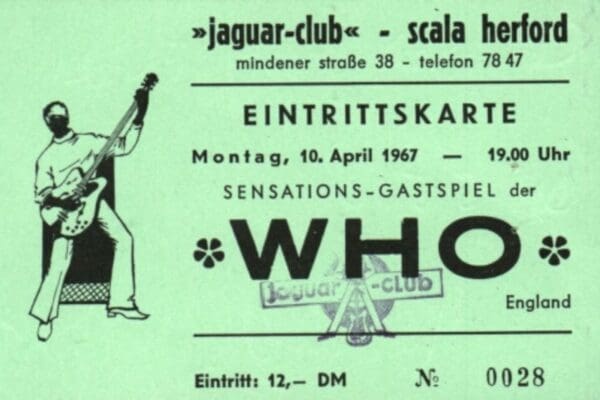 »jaguar-club« - scala herford
mindener straße 38 - telefon 78 47
EINTRITTSKARTE
Montag, 10. April 1967 — 19.00 Uhr
SENSATIONS-GASTSPIEL der
WHO
jaguar-club
England
Eintritt: 12,— DM № 0028